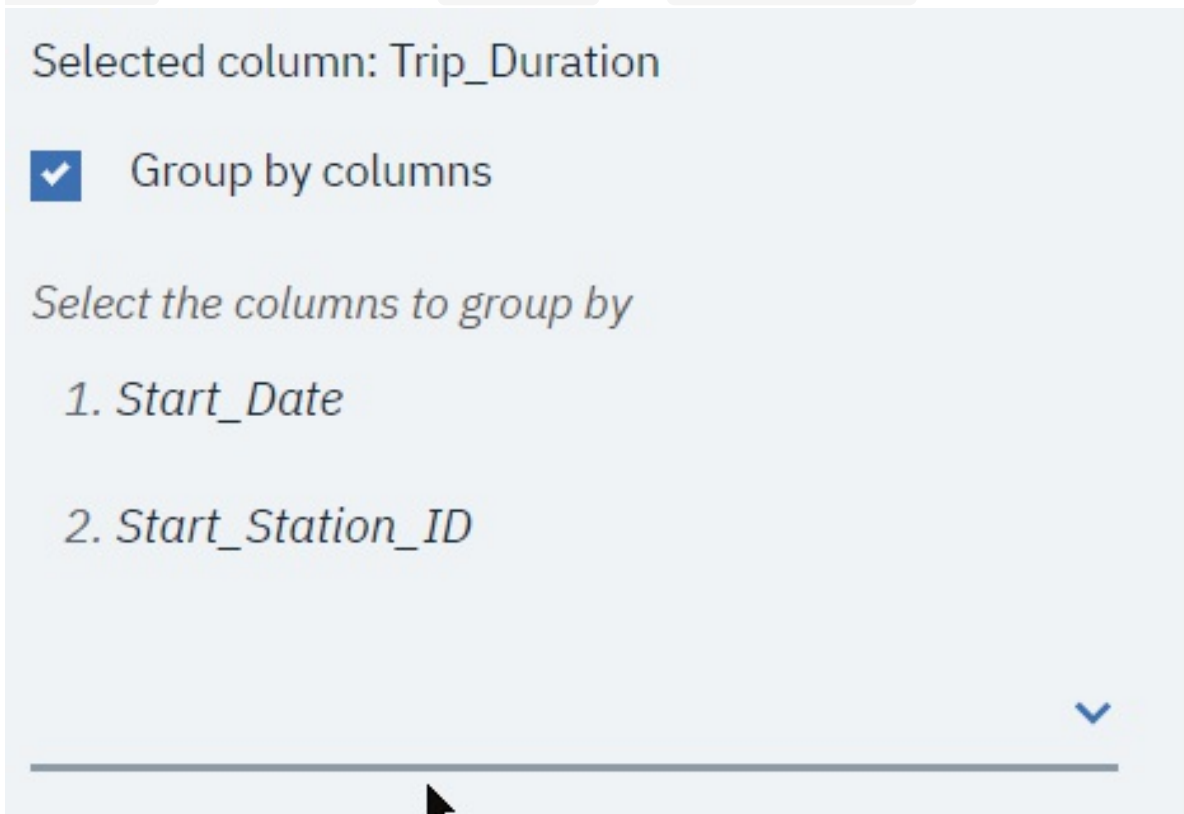 Selected column: Trip_Duration
Group by columns
Select the columns to group by
1. Start_Date
2. Start_Station_ID